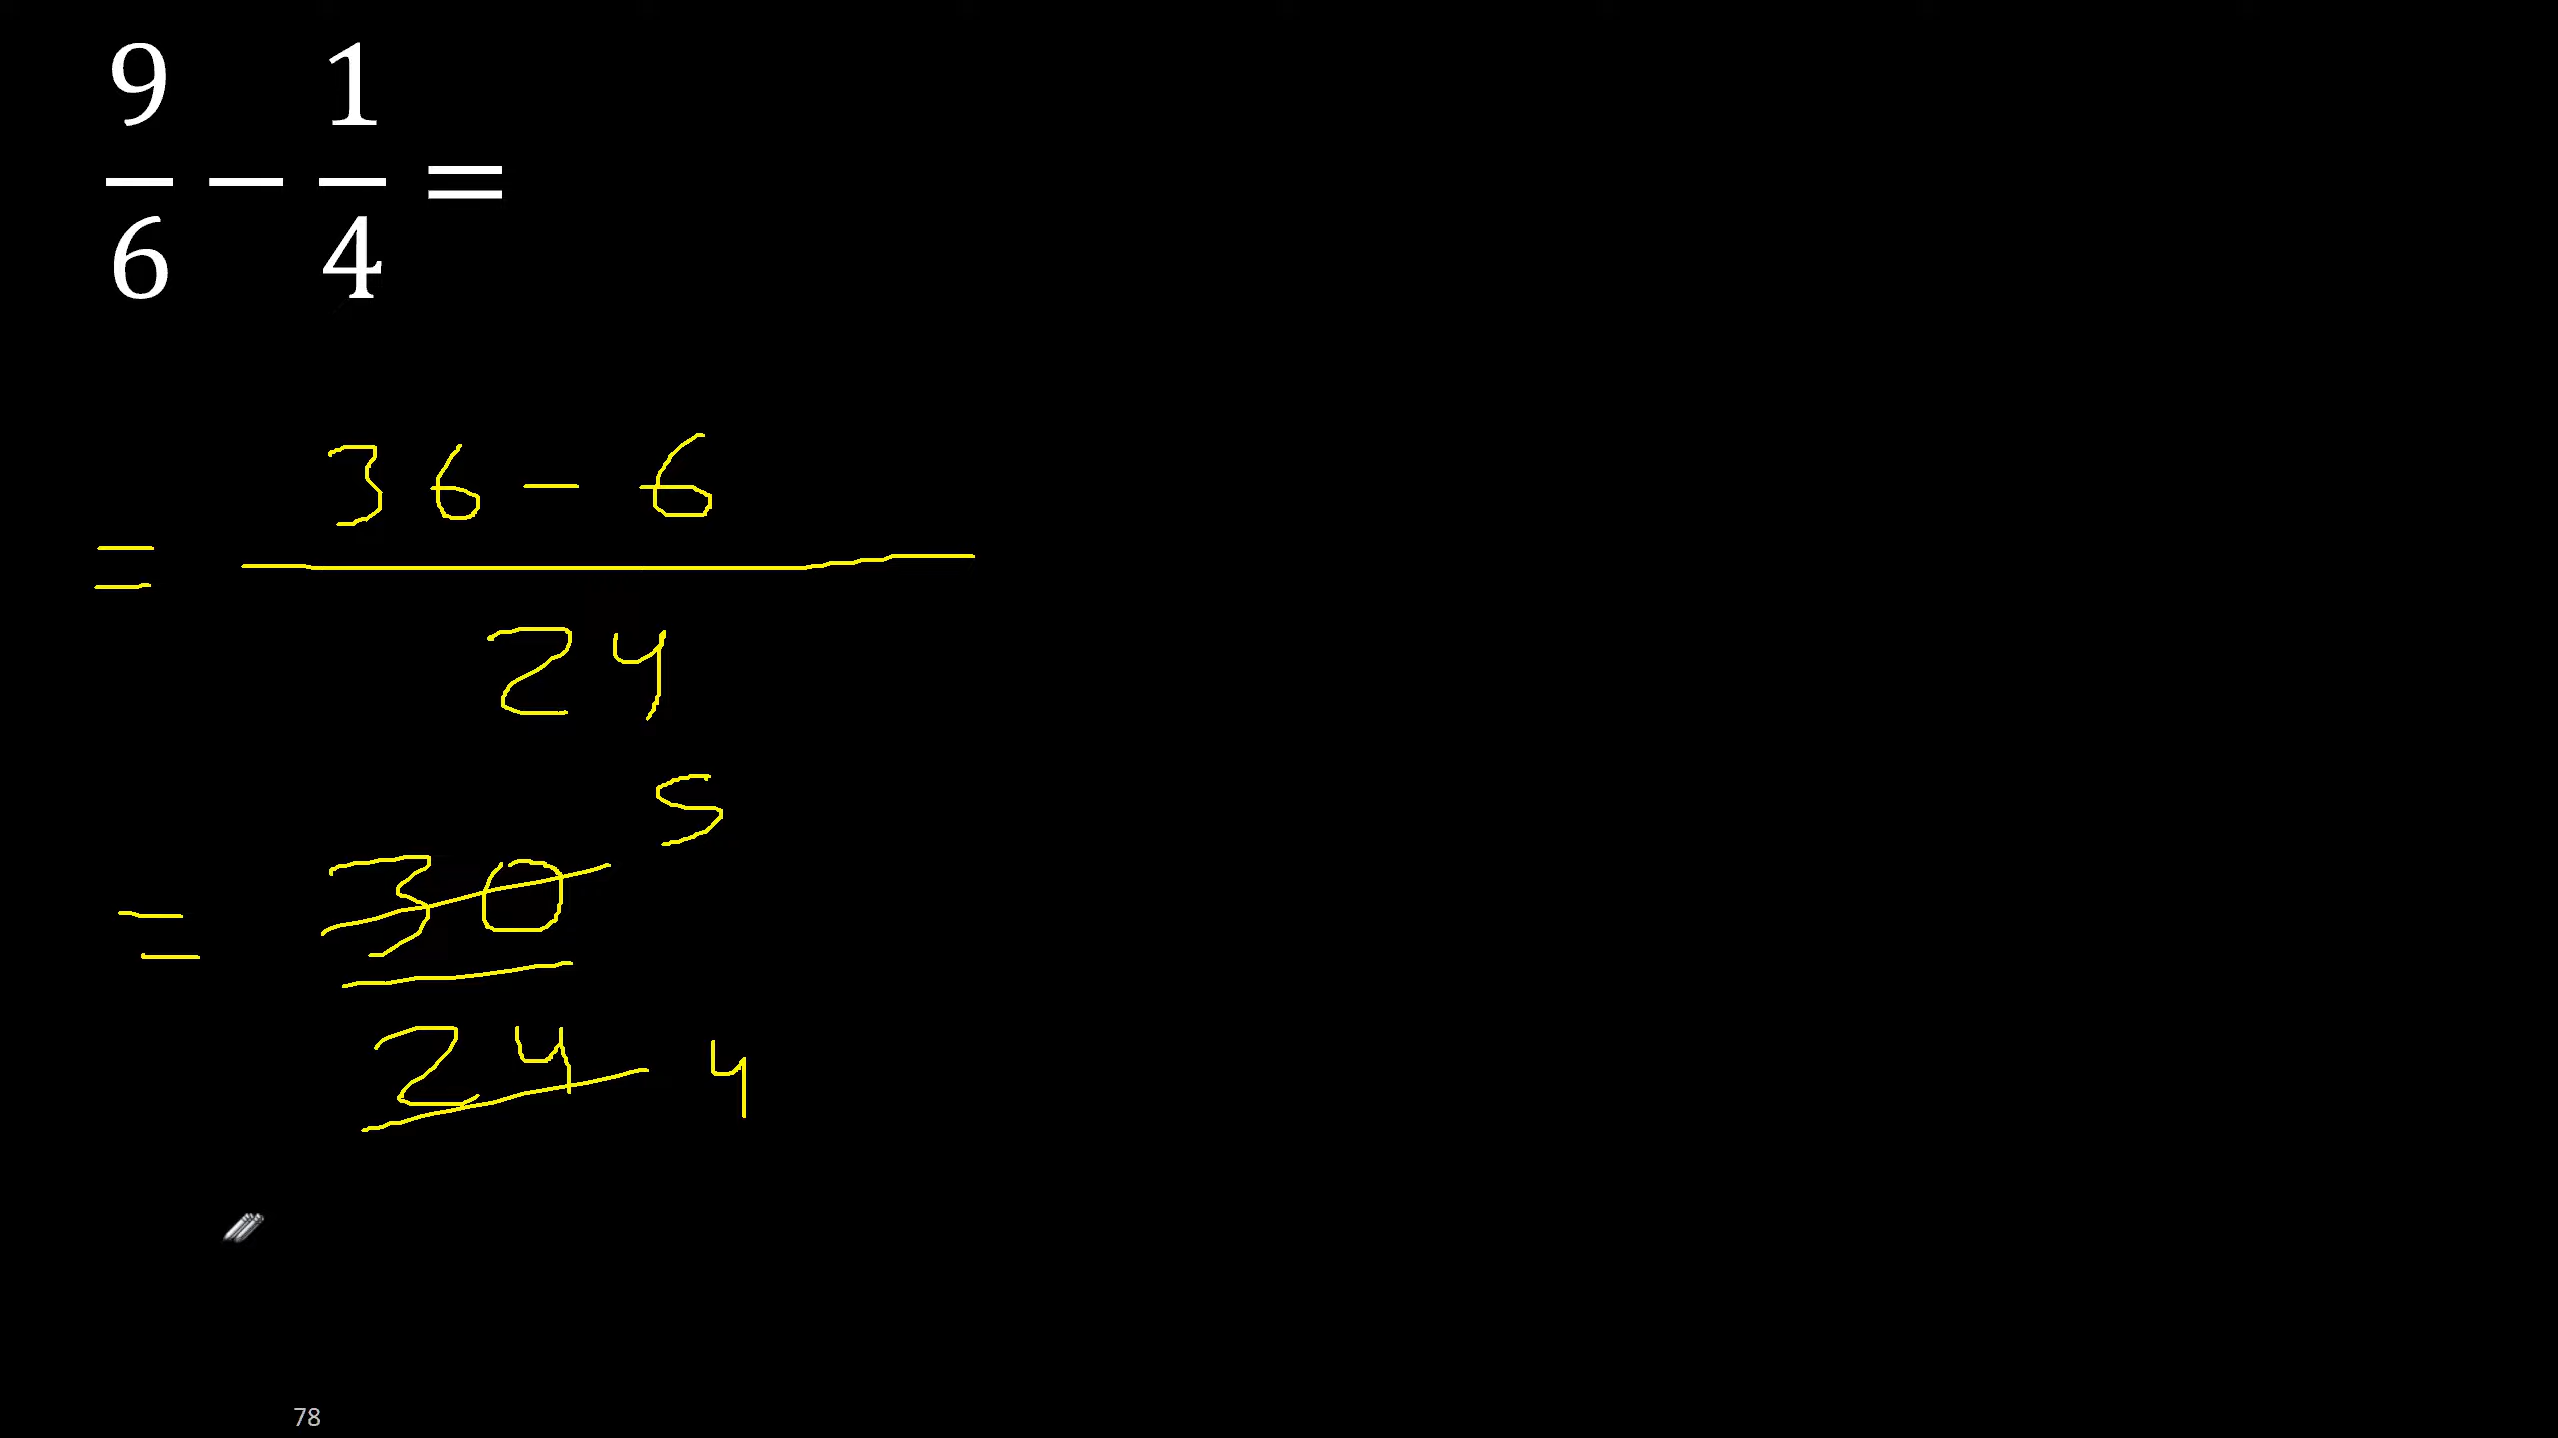 9/6 − 1/4 =
= 36 - 6
24
5
= 30
24 4
78